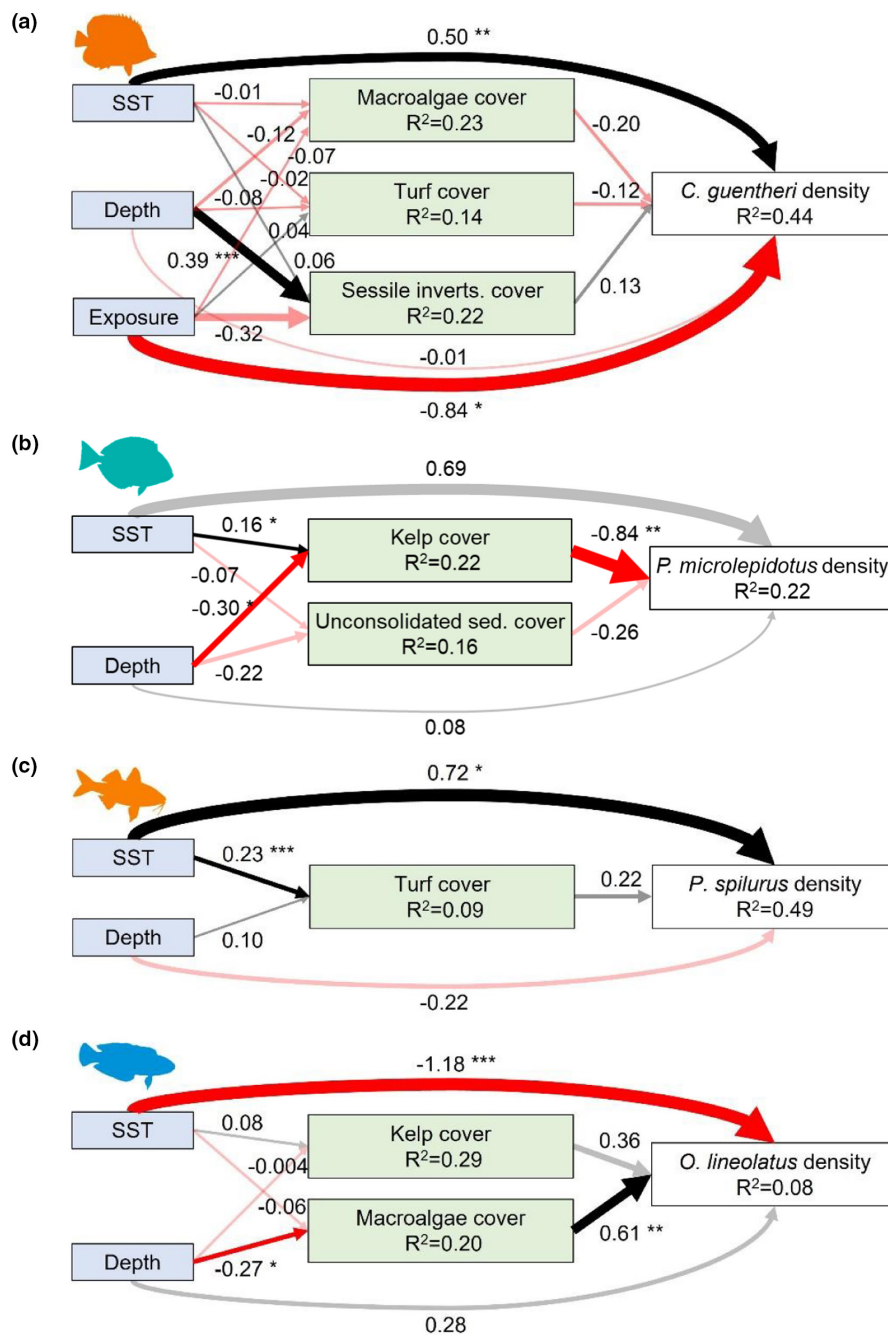 (a)
0.50 **
SST
-0.01
Macroalgae cover
R²=0.23
-0.20
-0.12
-0.07
-0.02
Depth
-0.08
Turf cover
R²=0.14
-0.12
C. guentheri density
R²=0.44
0.04
0.39 ***
0.06
Sessile inverts. cover
R²=0.22
0.13
Exposure
-0.32
-0.01
-0.84 *
(b)
0.69
SST
0.16 *
Kelp cover
R²=0.22
-0.84 **
P. microlepidotus density
R²=0.22
-0.07
-0.30 *
Unconsolidated sed. cover
R²=0.16
-0.26
Depth
-0.22
0.08
(c)
0.72 *
SST
0.23 ***
Turf cover
R²=0.09
0.22
P. spilurus density
R²=0.49
Depth
0.10
-0.22
(d)
-1.18 ***
SST
0.08
Kelp cover
R²=0.29
0.36
O. lineolatus density
R²=0.08
-0.004
-0.06
Macroalgae cover
R²=0.20
0.61 **
Depth
-0.27 *
0.28